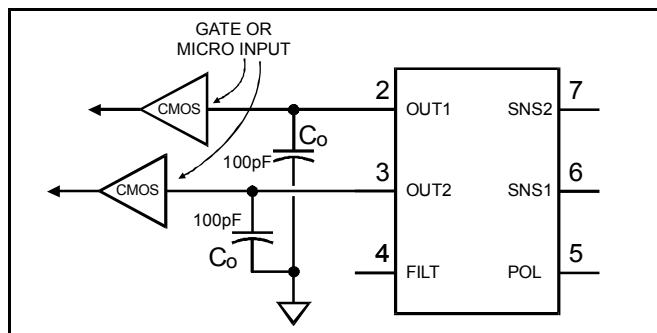 GATE OR
MICRO INPUT
CMOS
2
OUT1
SNS2
7
Co
100pF
CMOS
3
OUT2
SNS1
6
100pF
Co
4
FILT
POL
5